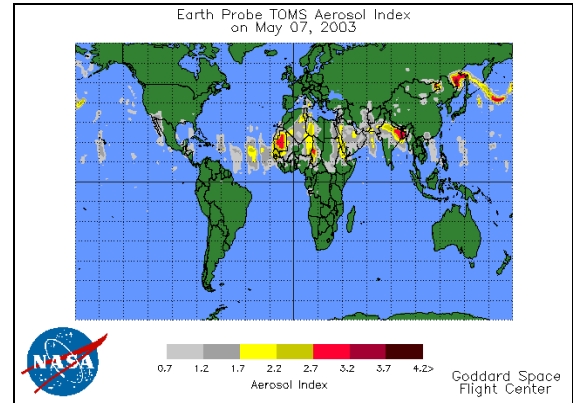 Earth Probe TOMS Aerosol Index
on May 07, 2003
NASA
0.7 1.2 1.7 2.2 2.7 3.2 3.7 4.2>
Aerosol Index
Goddard Space
Flight Center